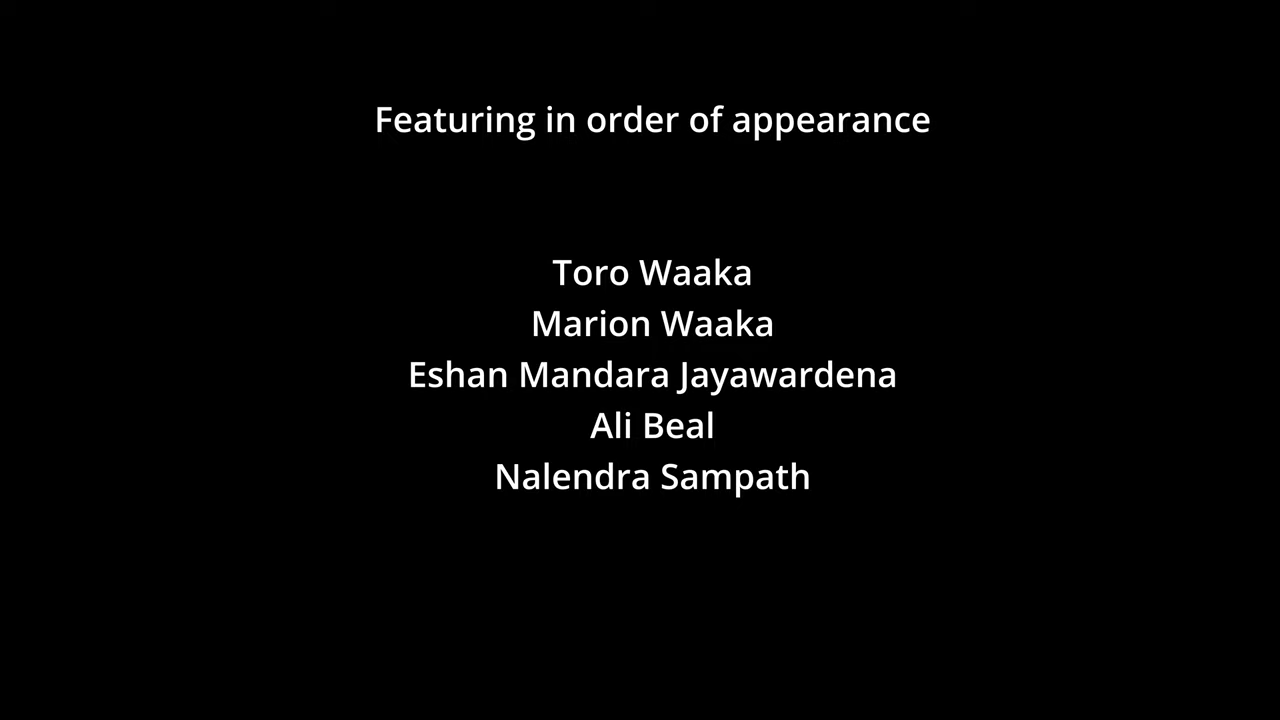 Featuring in order of appearance
Toro Waaka
Marion Waaka
Eshan Mandara Jayawardena
Ali Beal
Nalendra Sampath